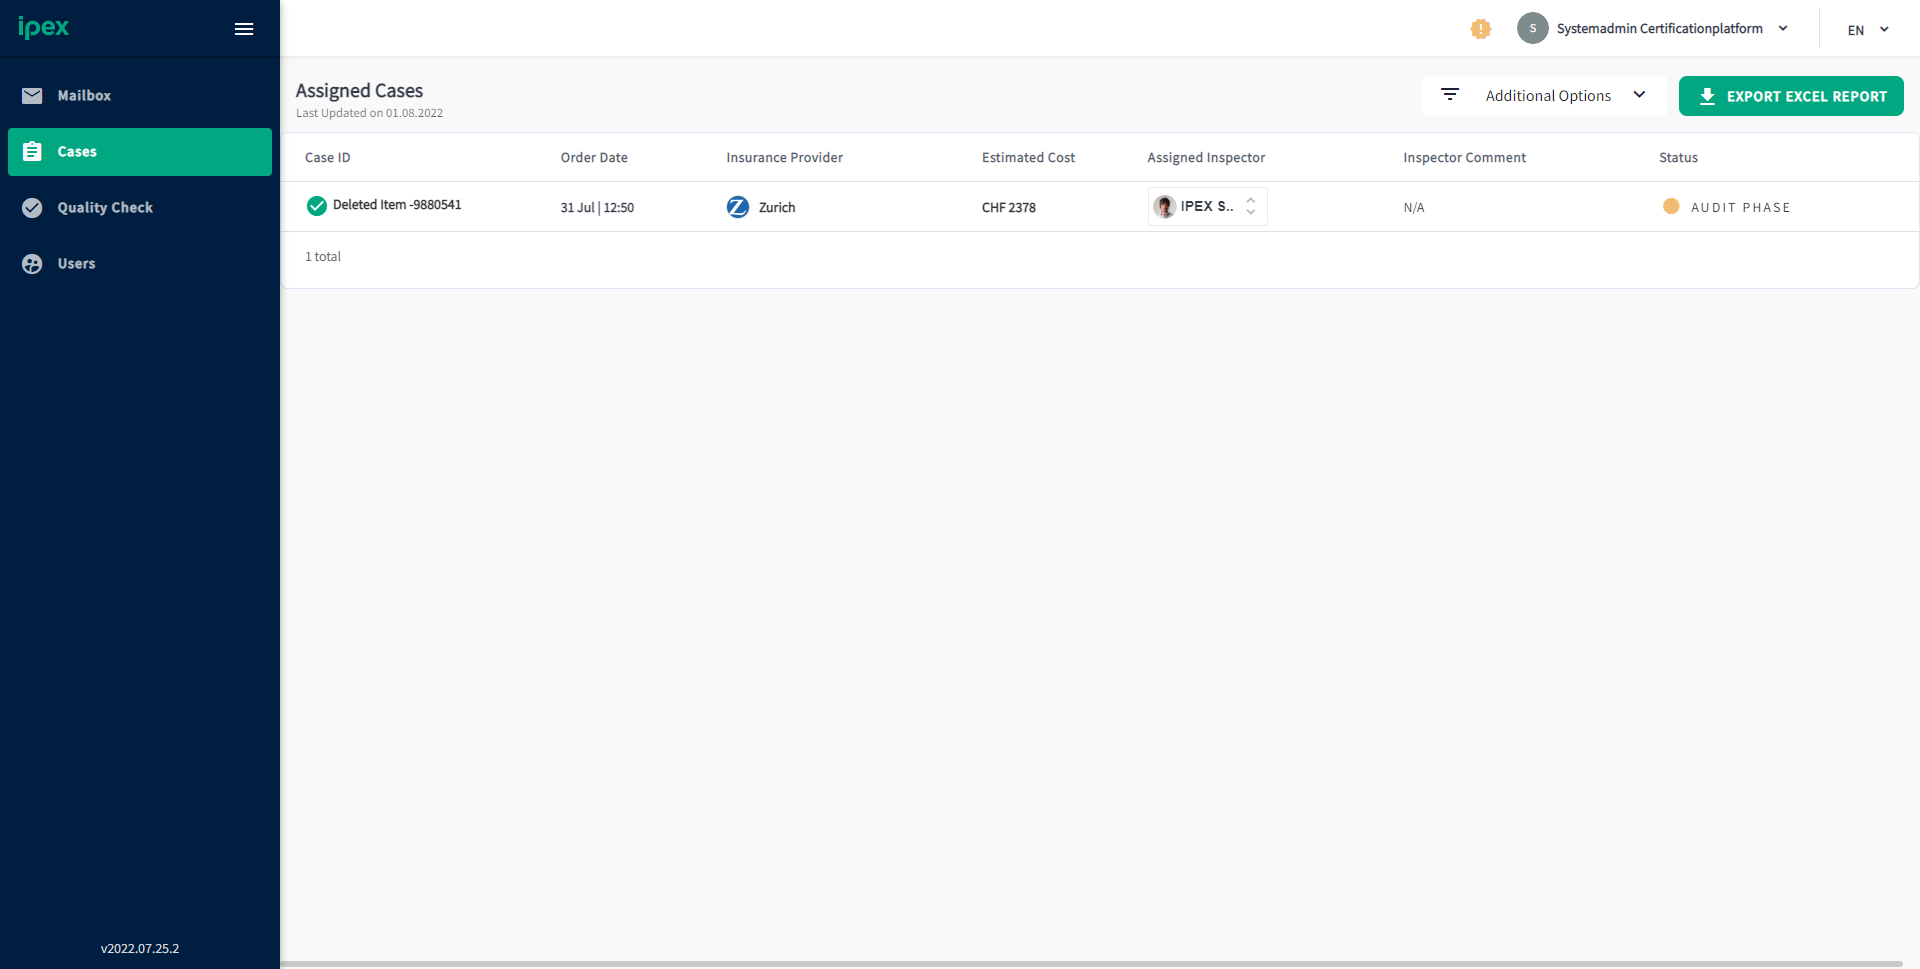 ipex
S
Systemadmin Certificationplatform
EN
Mailbox
Cases
Quality Check
Users
v2022.07.25.2
Assigned Cases
Last Updated on 01.08.2022
Additional Options
EXPORT EXCEL REPORT
Case ID Order Date Insurance Provider Estimated Cost Assigned Inspector Inspector Comment Status
Deleted Item -9880541 31 Jul | 12:50 Zurich CHF 2378 IPEX S.. N/A AUDIT PHASE
1 total